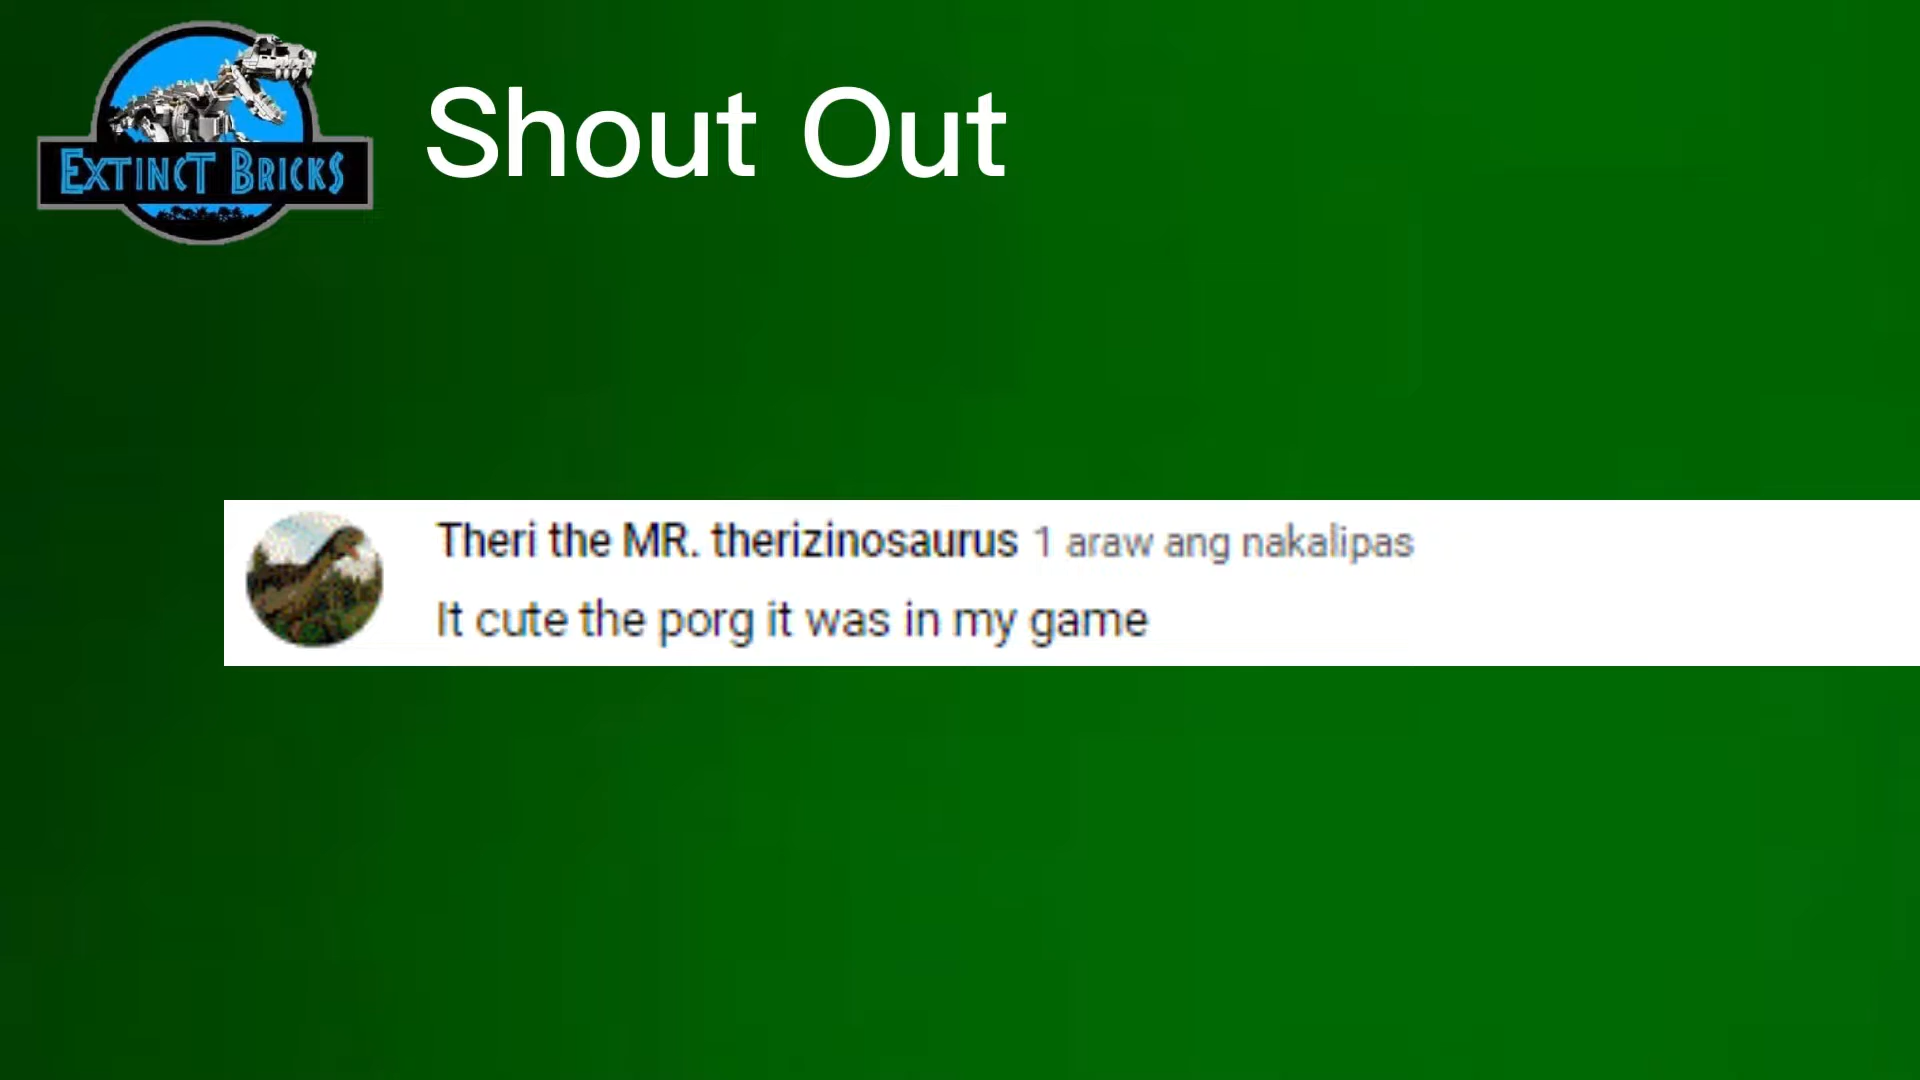 EXTINCT BRICKS
Shout Out
Theri the MR. therizinosaurus 1 araw ang nakalipas
It cute the porg it was in my game